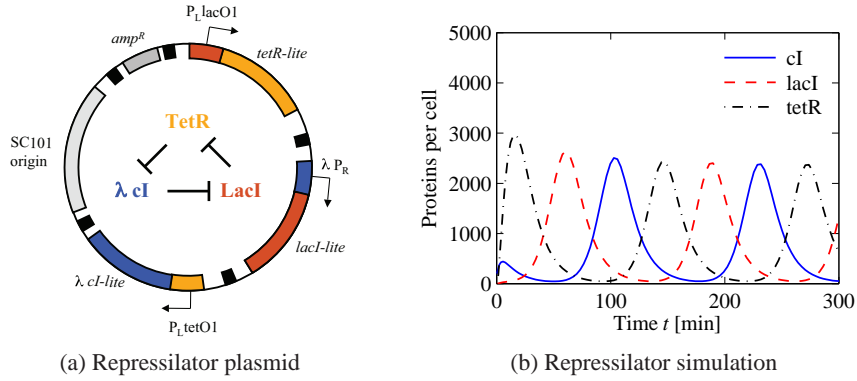 P_L lacO1
amp^R
tetR-lite
TetR
SC101
origin
λ P_R
λ cI
LacI
lacI-lite
λ cI-lite
P_L tetO1
(a) Repressilator plasmid
5000
4000
3000
2000
1000
0
Proteins per cell
cI
lacI
tetR
0
100
200
300
Time t [min]
(b) Repressilator simulation